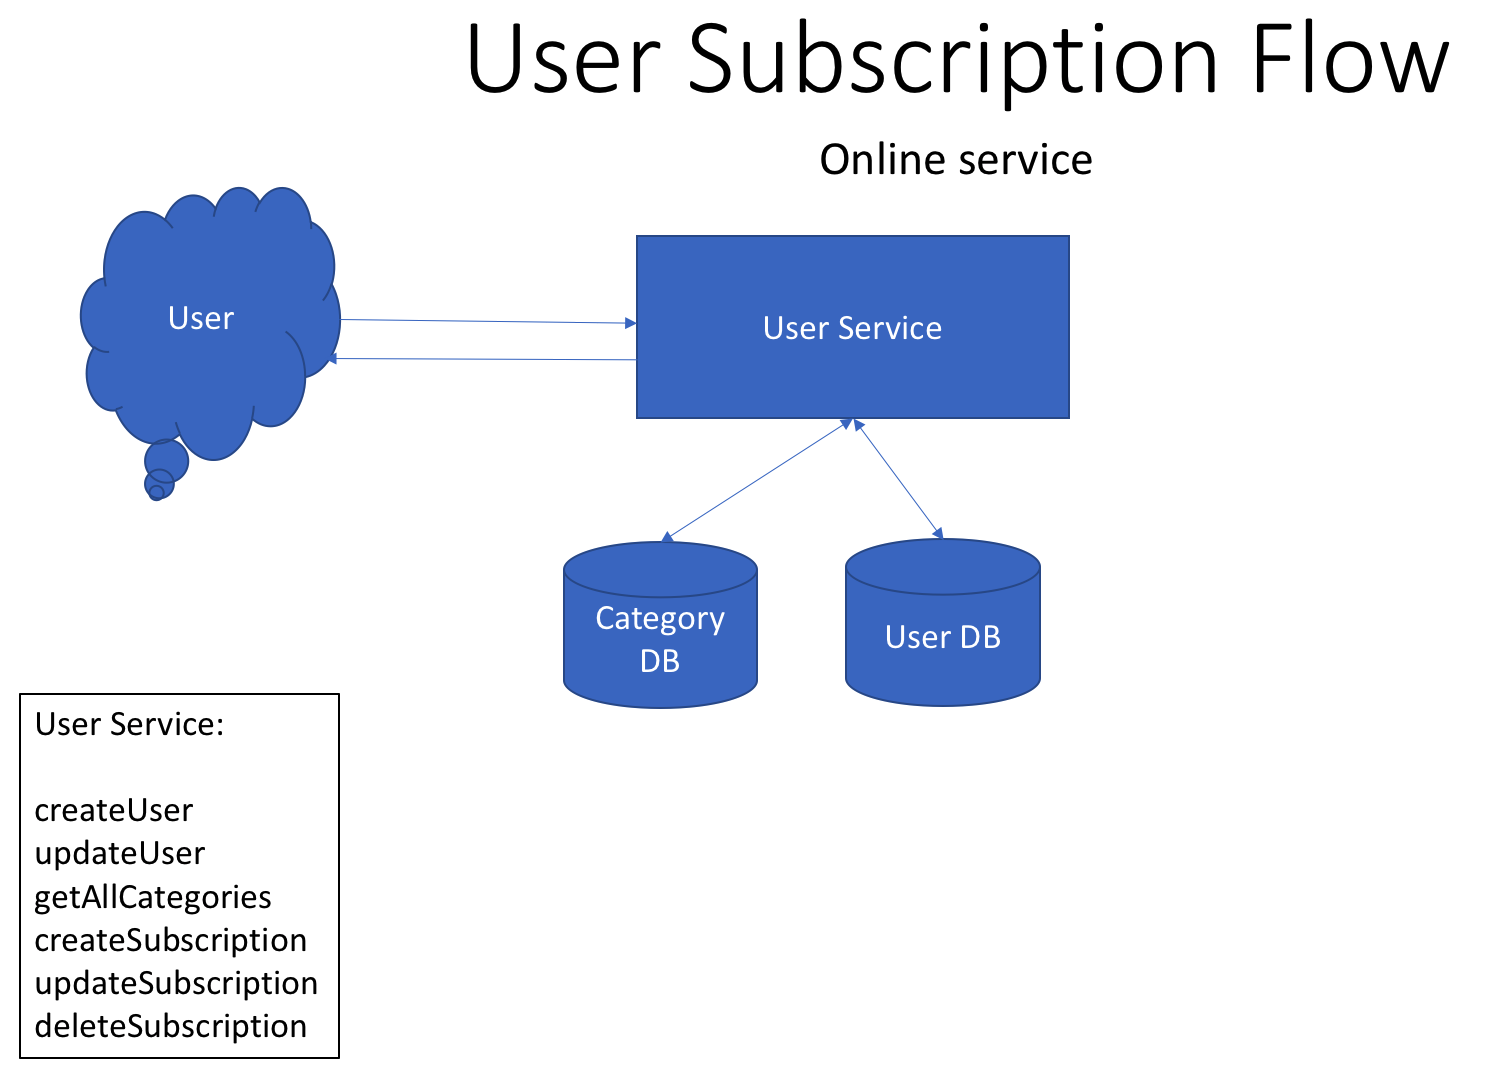 User Subscription Flow
Online service
User
User Service
Category
DB
User DB
User Service:
createUser
updateUser
getAllCategories
createSubscription
updateSubscription
deleteSubscription